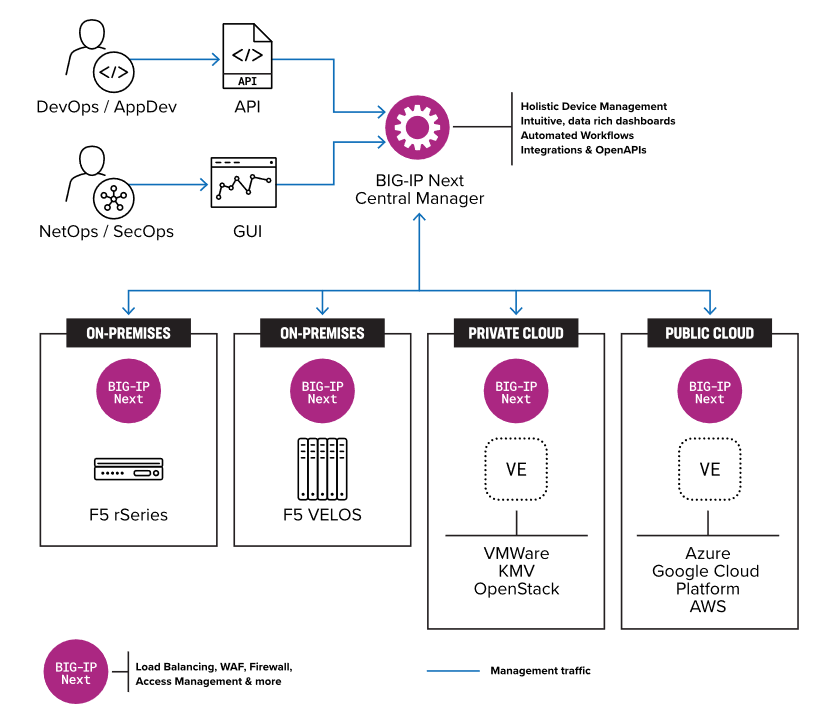 </>
API
</>
DevOps / AppDev
API
NetOps / SecOps
GUI
BIG-IP Next
Central Manager
Holistic Device Management
Intuitive, data rich dashboards
Automated Workflows
Integrations & OpenAPIs
ON-PREMISES
BIG-IP
Next
F5 rSeries
ON-PREMISES
BIG-IP
Next
F5 VELOS
PRIVATE CLOUD
BIG-IP
Next
VE
VMWare
KMV
OpenStack
PUBLIC CLOUD
BIG-IP
Next
VE
Azure
Google Cloud
Platform
AWS
BIG-IP
Next
Load Balancing, WAF, Firewall,
Access Management & more
Management traffic